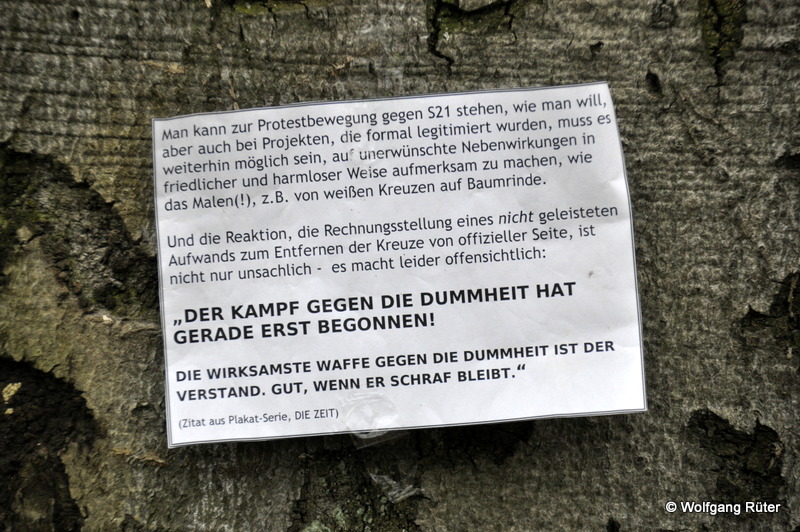 Man kann zur Protestbewegung gegen S21 stehen, wie man will,
aber auch bei Projekten, die formal legitimiert wurden, muss es
weiterhin möglich sein, auf unerwünschte Nebenwirkungen in
friedlicher und harmloser Weise aufmerksam zu machen, wie
das Malen(!), z.B. von weißen Kreuzen auf Baumrinde.
Und die Reaktion, die Rechnungsstellung eines nicht geleisteten
Aufwands zum Entfernen der Kreuze von offizieller Seite, ist
nicht nur unsachlich - es macht leider offensichtlich:
„DER KAMPF GEGEN DIE DUMMHEIT HAT
GERADE ERST BEGONNEN!
DIE WIRKSAMSTE WAFFE GEGEN DIE DUMMHEIT IST DER
VERSTAND. GUT, WENN ER SCHRAF BLEIBT.“
(Zitat aus Plakat-Serie, DIE ZEIT)
© Wolfgang Rüter